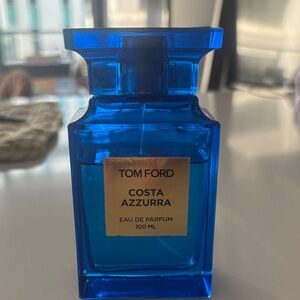 TOM FORD
COSTA
AZZURRA
EAU DE PARFUM
100 ML